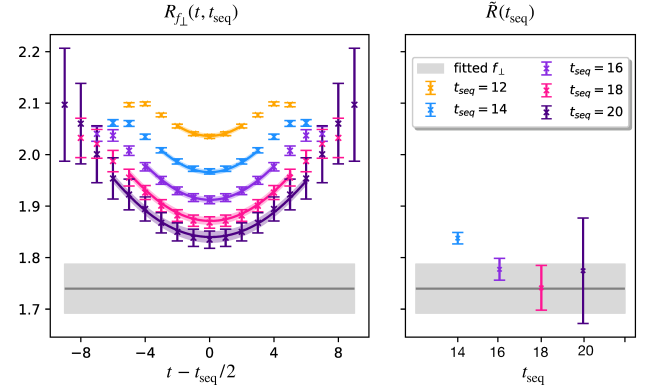 R_{f⊥}(t, t_seq)
R̃(t_seq)
2.2
2.1
2.0
1.9
1.8
1.7
fitted f⊥
t_seq = 12
t_seq = 14
t_seq = 16
t_seq = 18
t_seq = 20
−8 −4 0 4 8
14 16 18 20
t − t_seq/2
t_seq